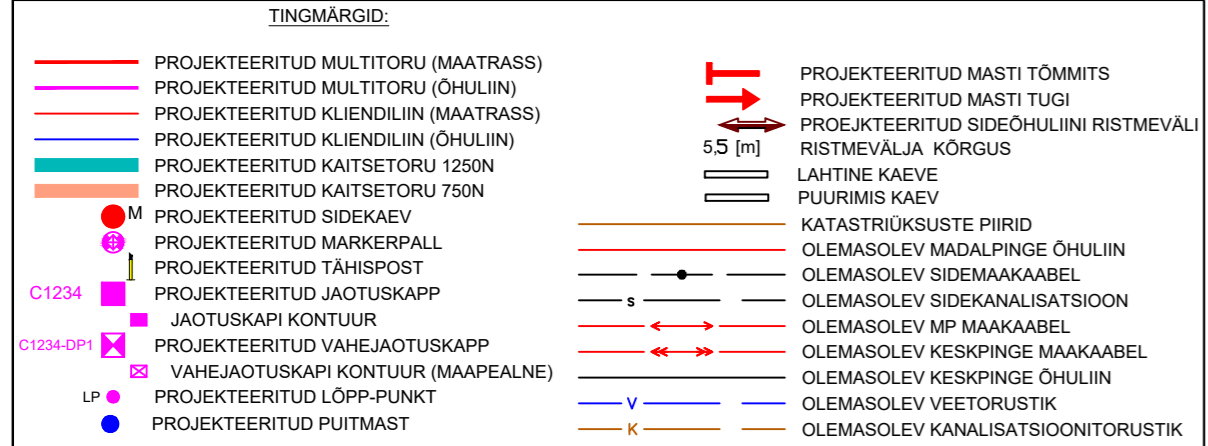 TINGMÄRGID:
PROJEKTEERITUD MULTITORU (MAATRASS)
PROJEKTEERITUD MULTITORU (ÕHULIIN)
PROJEKTEERITUD KLIENDILIIN (MAATRASS)
PROJEKTEERITUD KLIENDILIIN (ÕHULIIN)
PROJEKTEERITUD KAITSETORU 1250N
PROJEKTEERITUD KAITSETORU 750N
M PROJEKTEERITUD SIDEKAEV
PROJEKTEERITUD MARKERPALL
PROJEKTEERITUD TÄHISPOST
C1234 PROJEKTEERITUD JAOTUSKAPP
JAOTUSKAPI KONTUUR
C1234-DP1 PROJEKTEERITUD VAHEJAOTUSKAPP
VAHEJAOTUSKAPI KONTUUR (MAAPEALNE)
LP PROJEKTEERITUD LÕPP-PUNKT
PROJEKTEERITUD PUITMAST
PROJEKTEERITUD MASTI TÕMMITS
PROJEKTEERITUD MASTI TUGI
PROEJKTEERITUD SIDEÕHULIINI RISTMEVÄLI
5,5 [m] RISTMEVÄLJA KÕRGUS
LAHTINE KAEVE
PUURIMIS KAEV
KATASTRIÜKSUSTE PIIRID
OLEMASOLEV MADALPINGE ÕHULIIN
OLEMASOLEV SIDEMAAKAABEL
s OLEMASOLEV SIDEKANALISATSIOON
OLEMASOLEV MP MAAKAABEL
OLEMASOLEV KESKPINGE MAAKAABEL
OLEMASOLEV KESKPINGE ÕHULIIN
V OLEMASOLEV VEETORUSTIK
K OLEMASOLEV KANALISATSIOONITORUSTIK